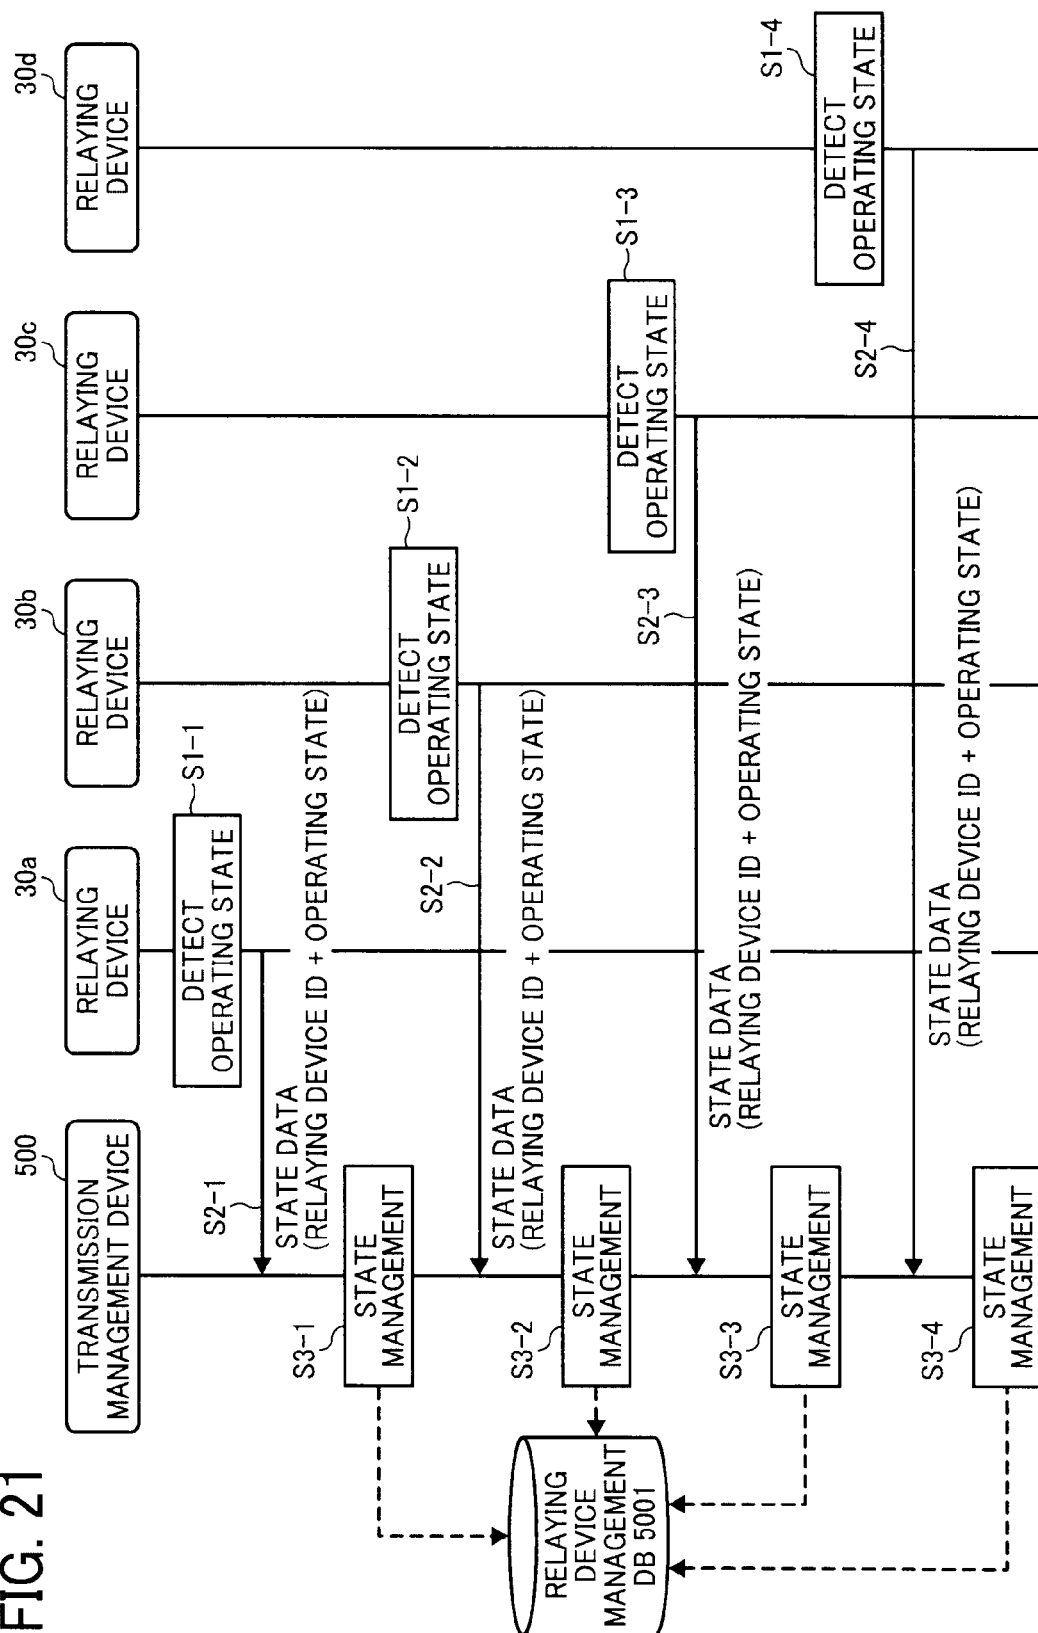 FIG. 21
500
TRANSMISSION
MANAGEMENT DEVICE
30a
RELAYING
DEVICE
30b
RELAYING
DEVICE
30c
RELAYING
DEVICE
30d
RELAYING
DEVICE
S1-1
DETECT
OPERATING STATE
S2-1
STATE DATA
(RELAYING DEVICE ID + OPERATING STATE)
S3-1
STATE
MANAGEMENT
S1-2
DETECT
OPERATING STATE
S2-2
STATE DATA
(RELAYING DEVICE ID + OPERATING STATE)
S3-2
STATE
MANAGEMENT
RELAYING
DEVICE
MANAGEMENT
DB 5001
S1-3
DETECT
OPERATING STATE
S2-3
STATE DATA
(RELAYING DEVICE ID + OPERATING STATE)
S3-3
STATE
MANAGEMENT
S1-4
DETECT
OPERATING STATE
S2-4
STATE DATA
(RELAYING DEVICE ID + OPERATING STATE)
S3-4
STATE
MANAGEMENT